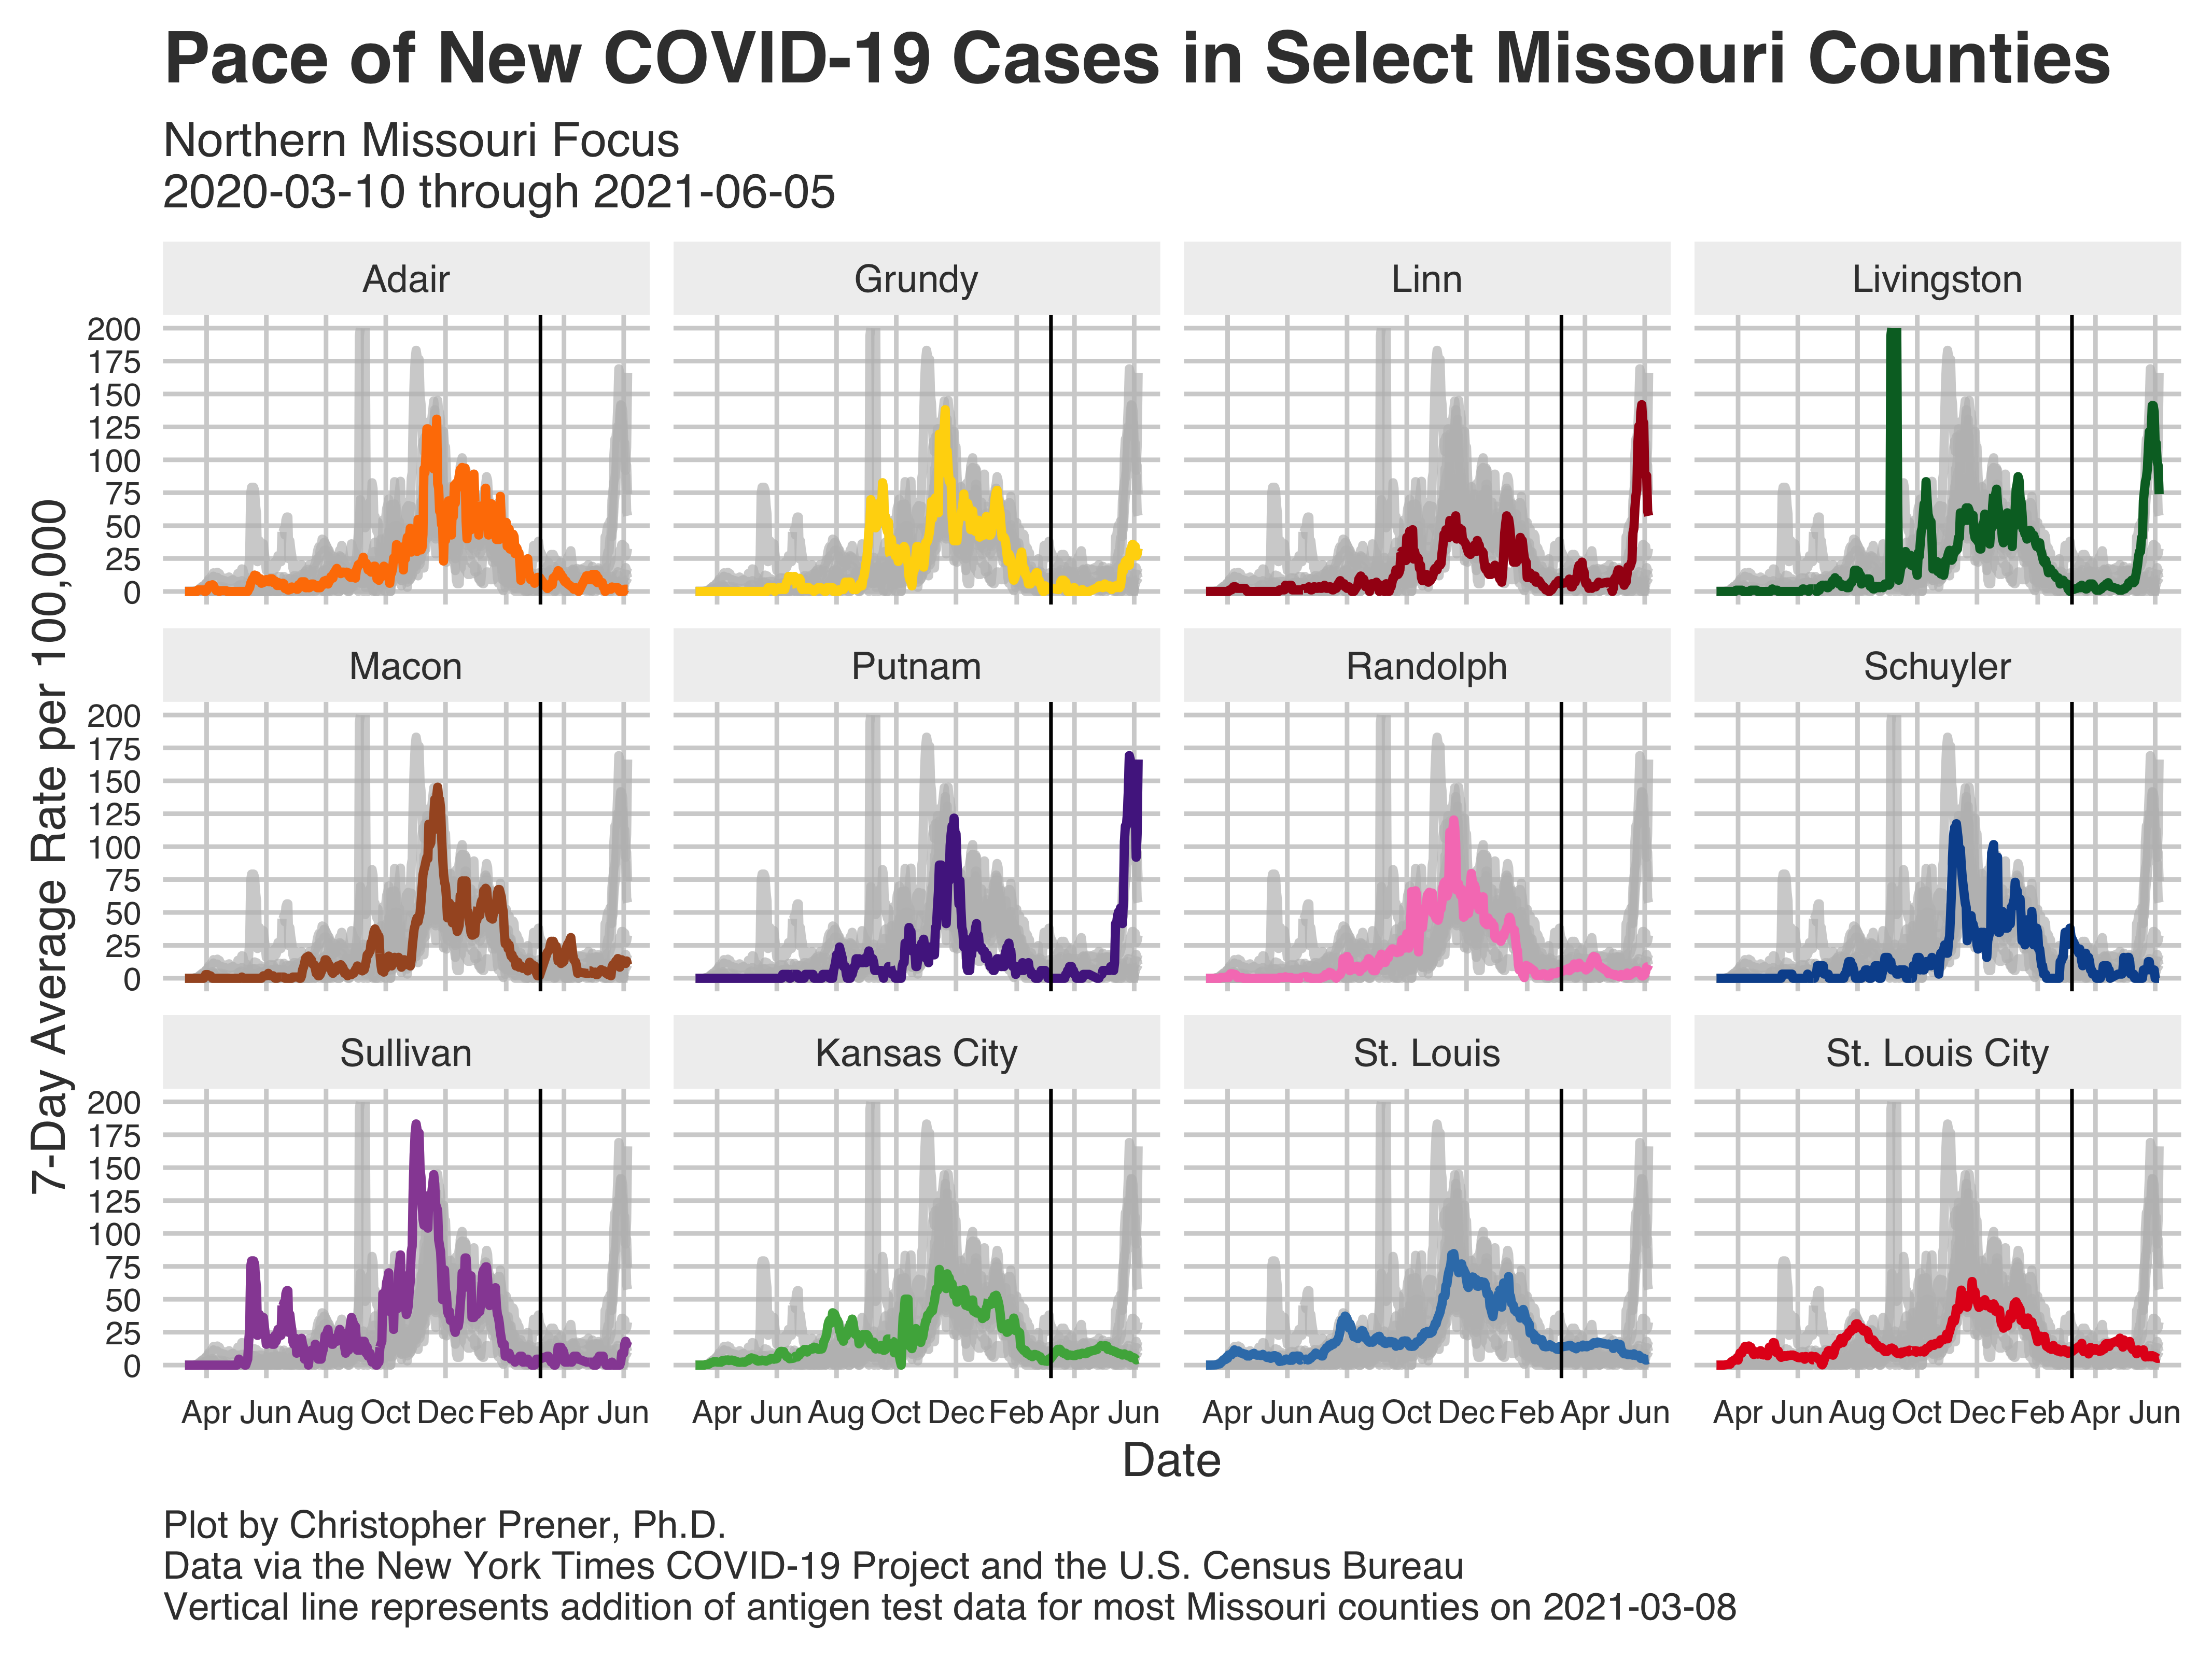 Pace of New COVID-19 Cases in Select Missouri Counties
Northern Missouri Focus
2020-03-10 through 2021-06-05
7-Day Average Rate per 100,000
Adair Grundy Linn Livingston
200
175
150
125
100
75
50
25
0
Macon Putnam Randolph Schuyler
200
175
150
125
100
75
50
25
0
Sullivan Kansas City St. Louis St. Louis City
200
175
150
125
100
75
50
25
0
Apr Jun Aug Oct Dec Feb Apr Jun Apr Jun Aug Oct Dec Feb Apr Jun Apr Jun Aug Oct Dec Feb Apr Jun Apr Jun Aug Oct Dec Feb Apr Jun
Date
Plot by Christopher Prener, Ph.D.
Data via the New York Times COVID-19 Project and the U.S. Census Bureau
Vertical line represents addition of antigen test data for most Missouri counties on 2021-03-08